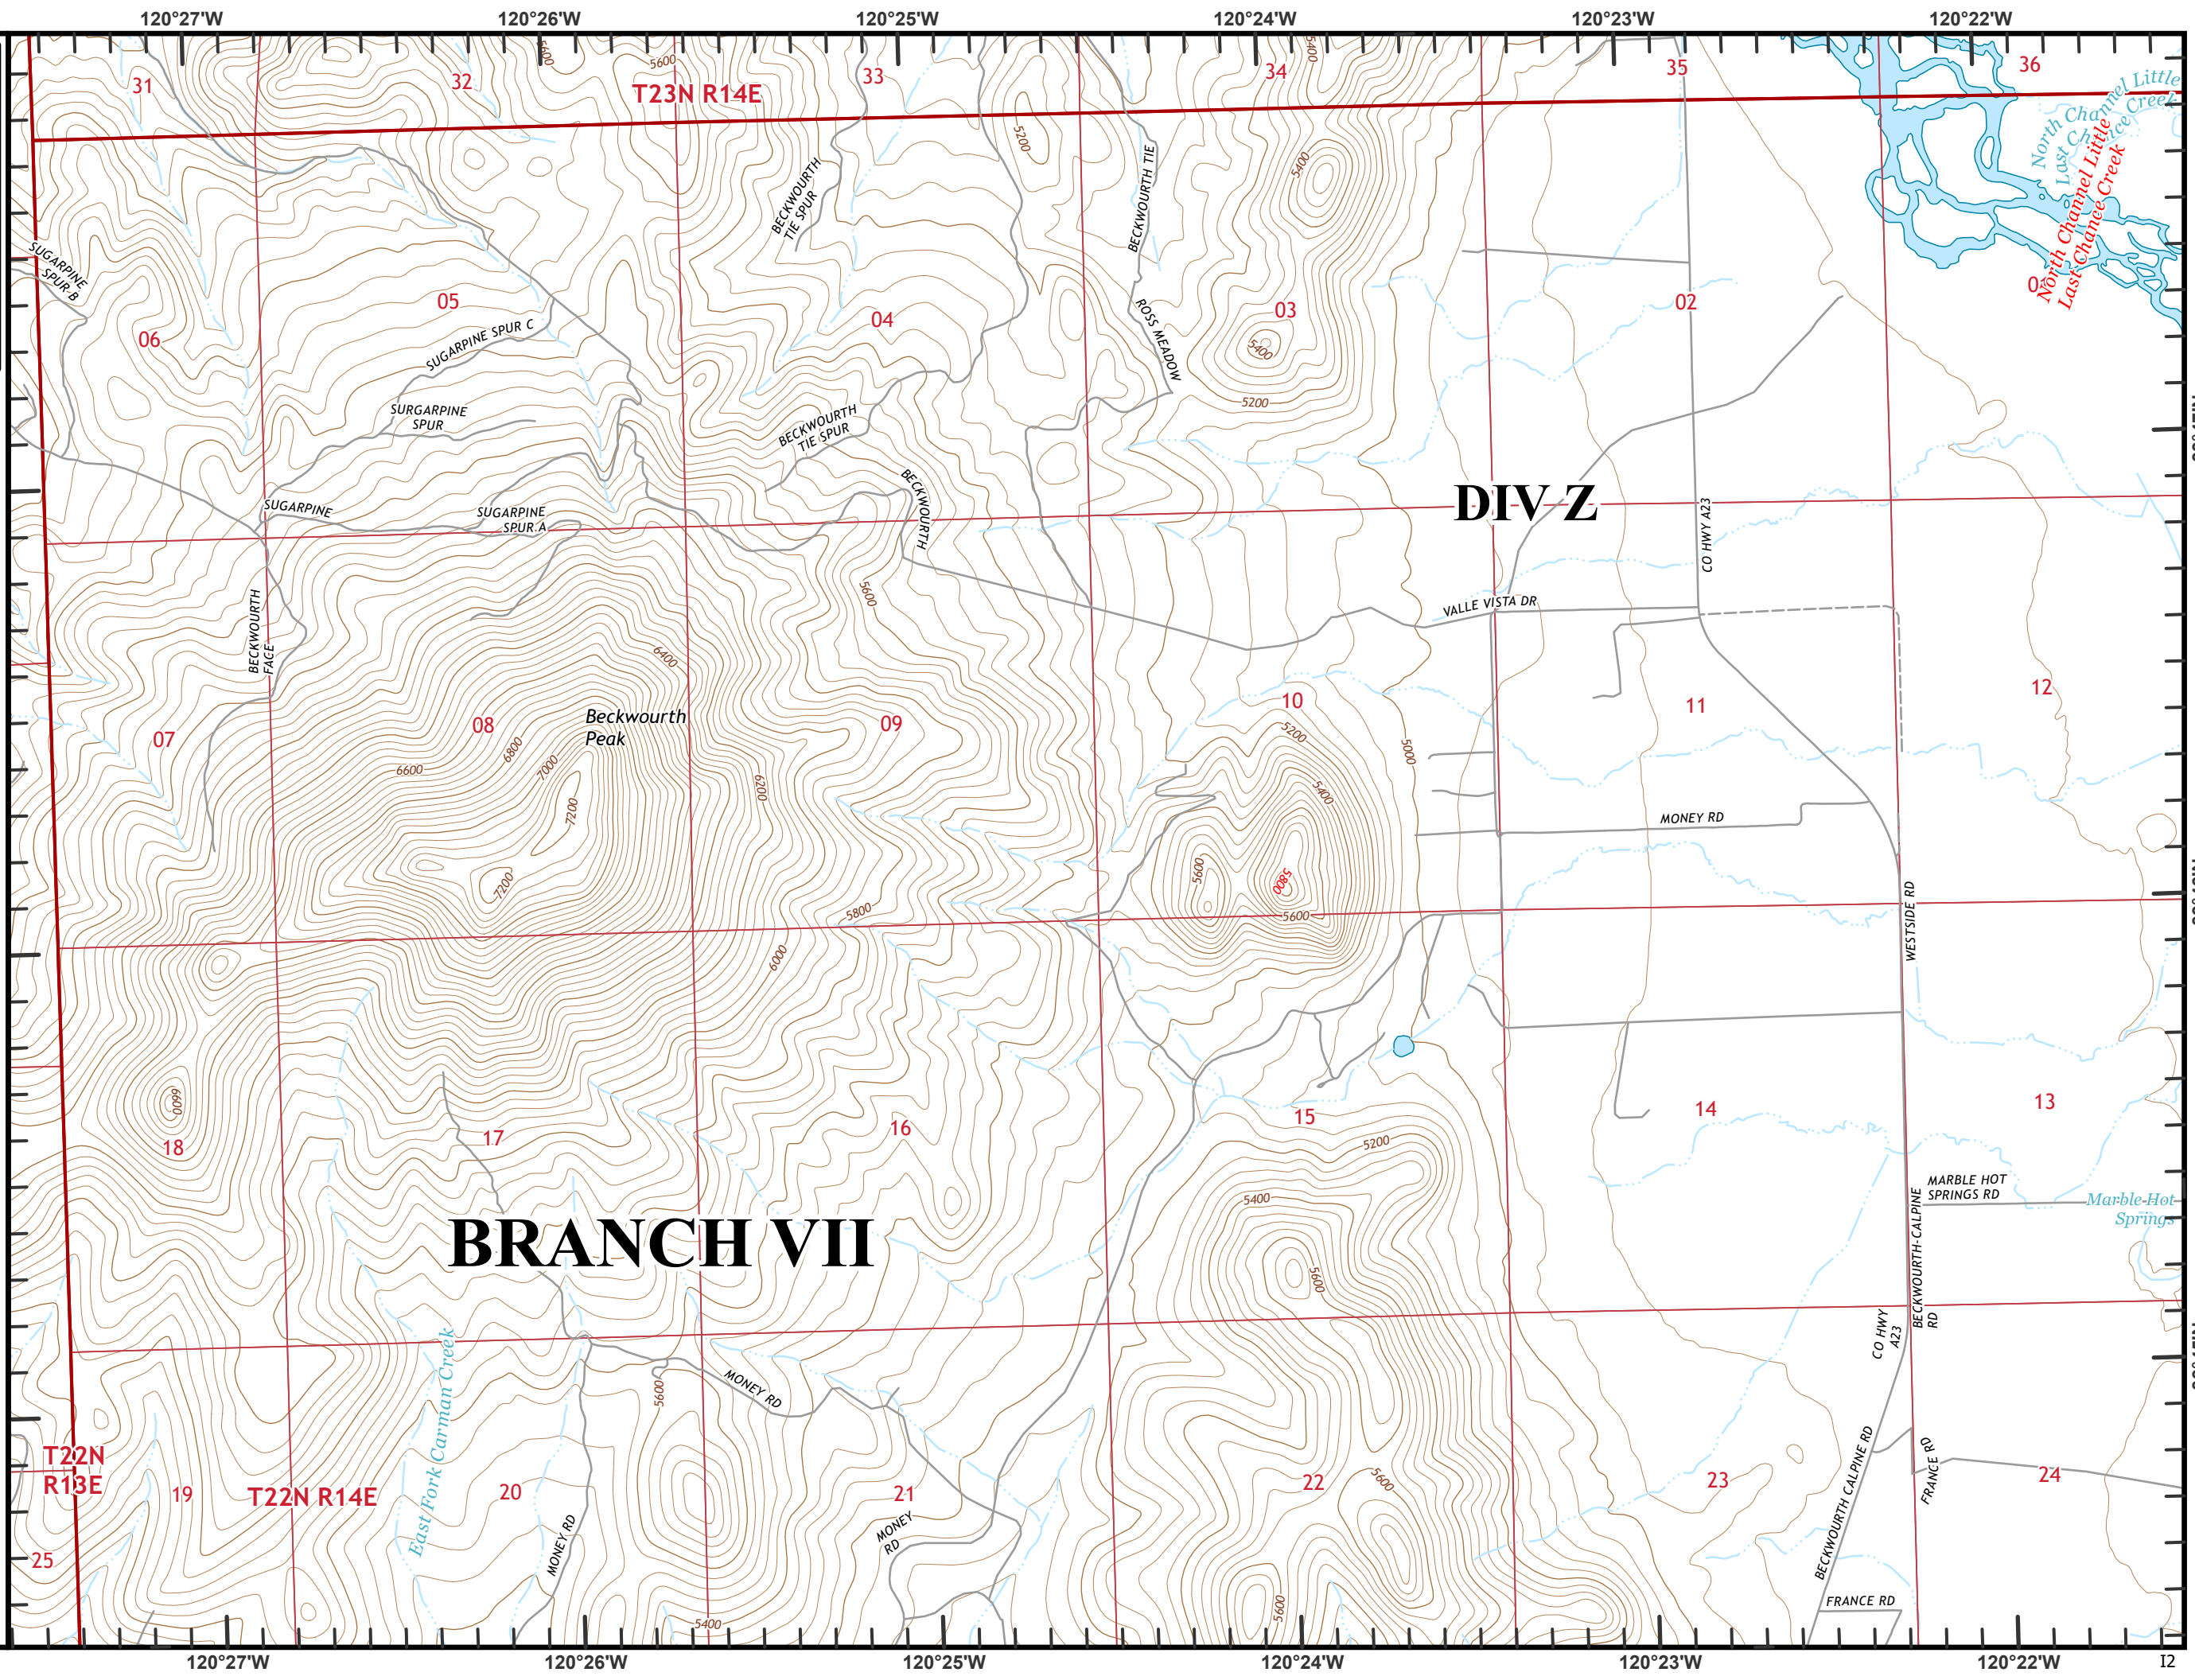 120°27'W 120°26'W 120°25'W 120°24'W 120°23'W 120°22'W
31 32 33 34 35 36
5600 5600 5400
T23N R14E
North Channel Little
Last Chance Creek
North Channel Little
Last Chance Creek
5200 5400
BECKWOURTH
TIE SPUR
BECKWOURTH TIE
SUGARPINE
SPUR B
06 05 04 03 02
SUGARPINE SPUR C
ROSS MEADOW
5400
5200
SURGARPINE
SPUR
BECKWOURTH
TIE SPUR
BECKWOURTH
SUGARPINE
SUGARPINE
SPUR A
DIV Z
CO HWY A23
BECKWOURTH
FACE
5600
VALLE VISTA DR
6400
07 08 09 10 11 12
Beckwourth
Peak
6600 6800 7000 7200 7200 6200
5200 5400 5000
MONEY RD
5600 5800 5600
5800
6000
WESTSIDE RD
6600
18 17 16 15 14 13
5200
5400
5600
MARBLE HOT
SPRINGS RD
Marble Hot
Springs
BRANCH VII
BECKWOURTH-CALPINE
RD
CO HWY
A23
East Fork Carman Creek
5600
MONEY RD
T22N
R13E
T22N R14E
19 20 21 22 23 24
5600
MONEY RD
MONEY
RD
BECKWOURTH CALPINE RD
FRANCE RD
25
5400
5600
FRANCE RD
120°27'W 120°26'W 120°25'W 120°24'W 120°23'W 120°22'W
I2